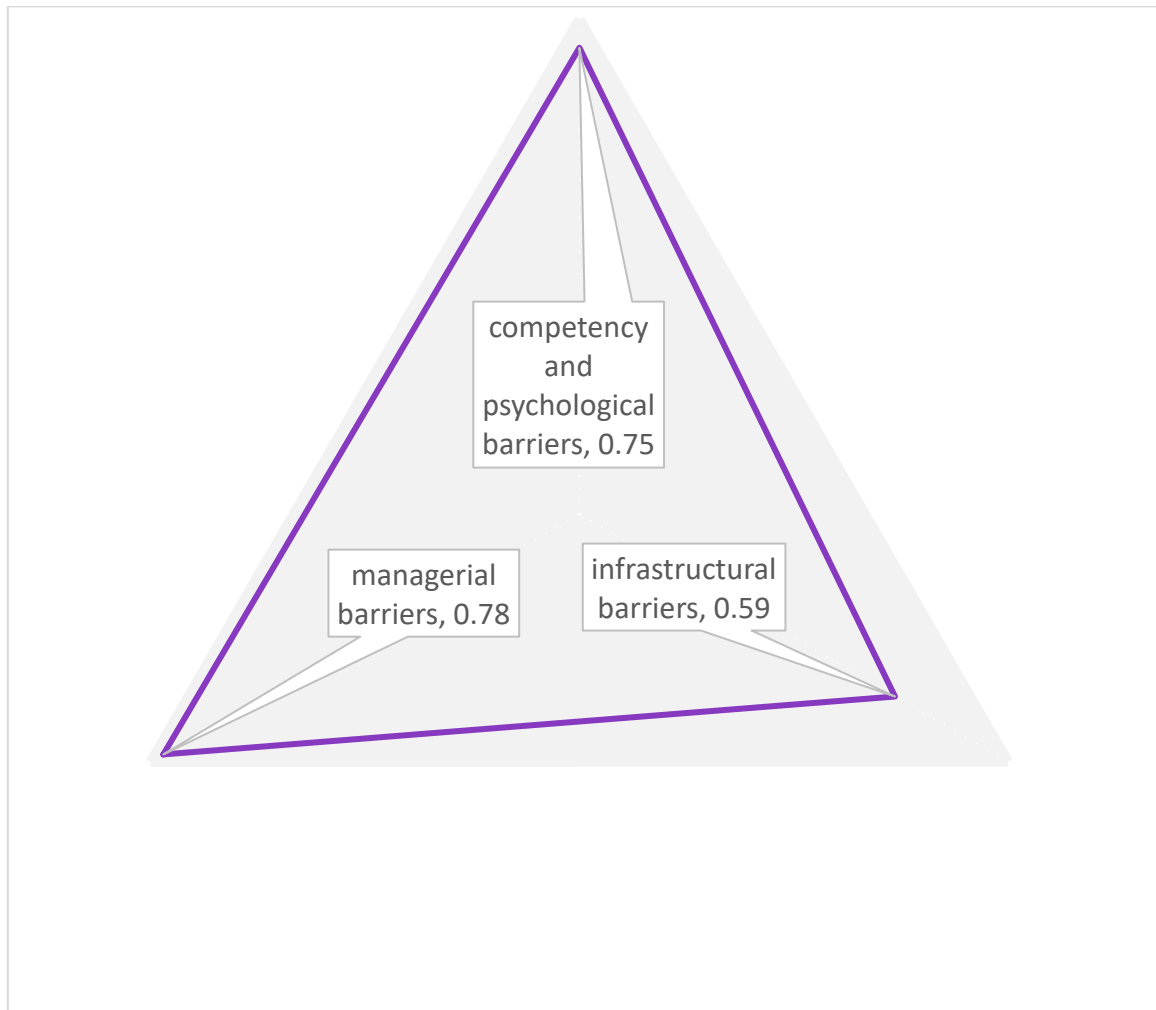 competency
and
psychological
barriers, 0.75
managerial
barriers, 0.78
infrastructural
barriers, 0.59